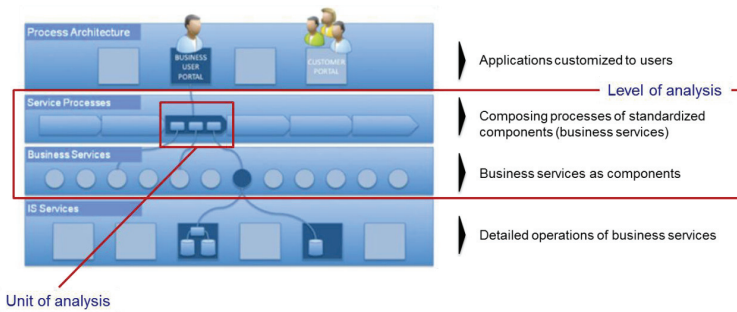 Process Architecture
BUSINESS
USER
PORTAL
CUSTOMER
PORTAL
Applications customized to users
Level of analysis
Service Processes
Composing processes of standardized
components (business services)
Business Services
Business services as components
IS Services
Detailed operations of business services
Unit of analysis